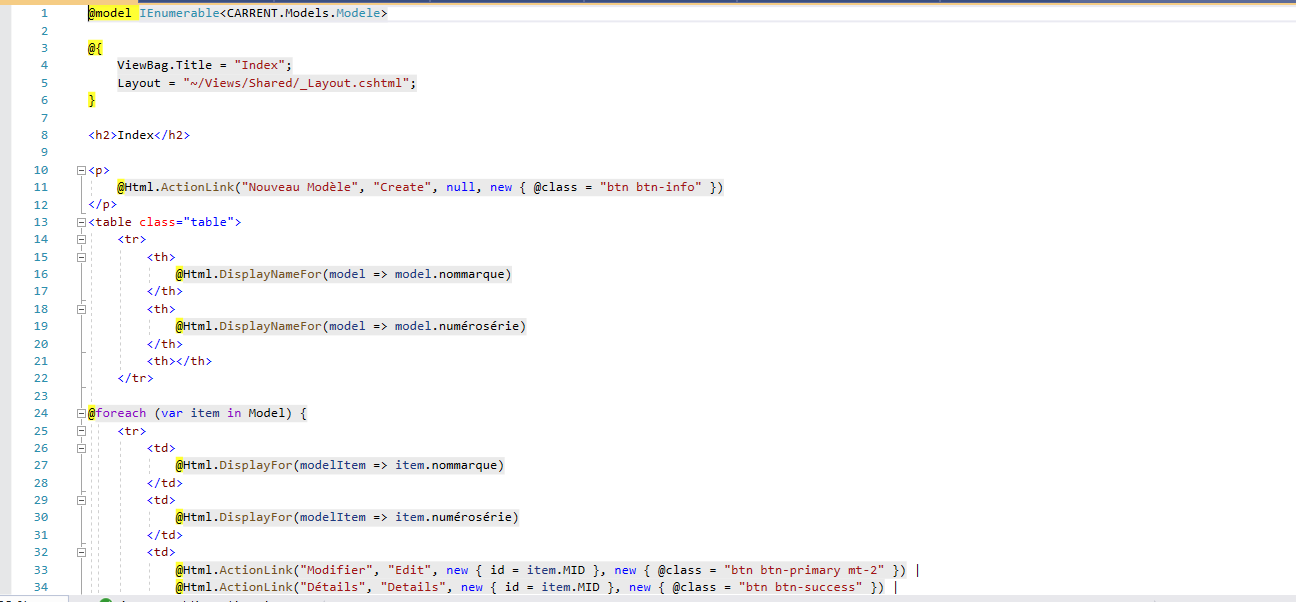 1 @model IEnumerable<CARRENT.Models.Modele>
2
3 @{
4 ViewBag.Title = "Index";
5 Layout = "~/Views/Shared/_Layout.cshtml";
6 }
7
8 <h2>Index</h2>
9
10 <p>
11 @Html.ActionLink("Nouveau Modèle", "Create", null, new { @class = "btn btn-info" })
12 </p>
13 <table class="table">
14 <tr>
15 <th>
16 @Html.DisplayNameFor(model => model.nommarque)
17 </th>
18 <th>
19 @Html.DisplayNameFor(model => model.numérosérie)
20 </th>
21 <th></th>
22 </tr>
23
24 @foreach (var item in Model) {
25 <tr>
26 <td>
27 @Html.DisplayFor(modelItem => item.nommarque)
28 </td>
29 <td>
30 @Html.DisplayFor(modelItem => item.numérosérie)
31 </td>
32 <td>
33 @Html.ActionLink("Modifier", "Edit", new { id = item.MID }, new { @class = "btn btn-primary mt-2" }) |
34 @Html.ActionLink("Détails", "Details", new { id = item.MID }, new { @class = "btn btn-success" }) |